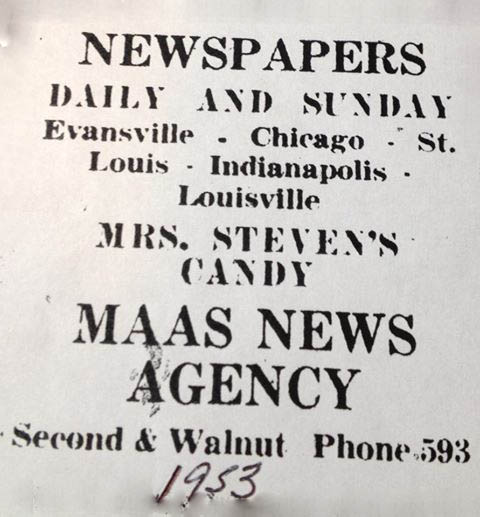 NEWSPAPERS
DAILY AND SUNDAY
Evansville - Chicago - St.
Louis - Indianapolis -
Louisville
MRS. STEVEN'S
CANDY
MAAS NEWS
AGENCY
Second & Walnut Phone 593
1953